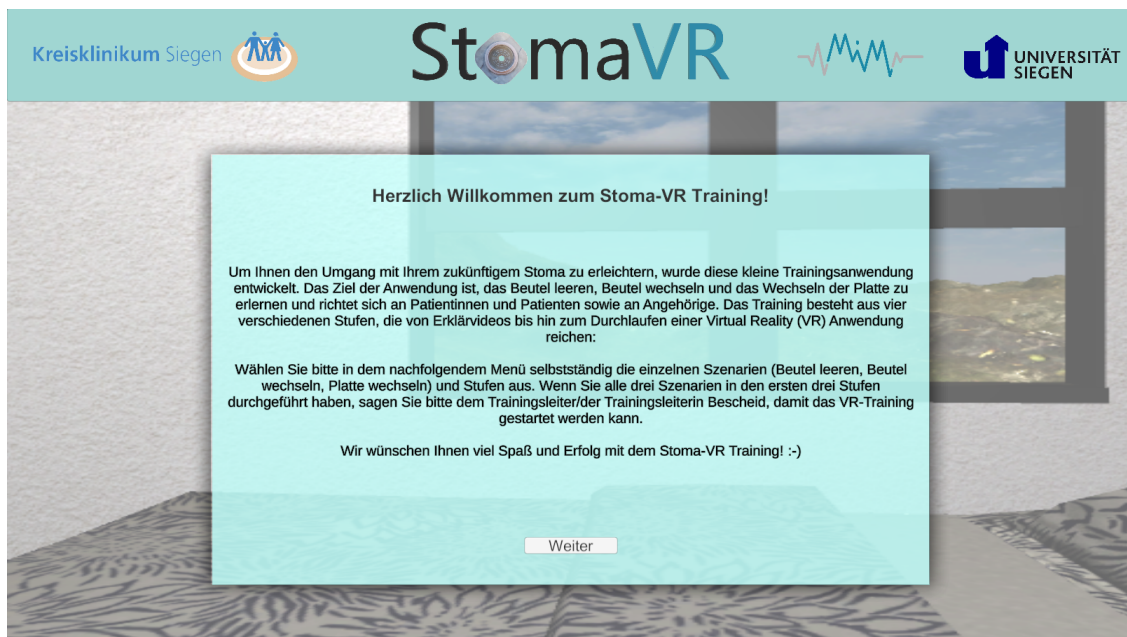 Kreisklinikum Siegen
StomaVR
MiM
UNIVERSITÄT
SIEGEN
Herzlich Willkommen zum Stoma-VR Training!
Um Ihnen den Umgang mit Ihrem zukünftigem Stoma zu erleichtern, wurde diese kleine Trainingsanwendung
entwickelt. Das Ziel der Anwendung ist, das Beutel leeren, Beutel wechseln und das Wechseln der Platte zu
erlernen und richtet sich an Patientinnen und Patienten sowie an Angehörige. Das Training besteht aus vier
verschiedenen Stufen, die von Erklärvideos bis hin zum Durchlaufen einer Virtual Reality (VR) Anwendung
reichen:
Wählen Sie bitte in dem nachfolgendem Menü selbstständig die einzelnen Szenarien (Beutel leeren, Beutel
wechseln, Platte wechseln) und Stufen aus. Wenn Sie alle drei Szenarien in den ersten drei Stufen
durchgeführt haben, sagen Sie bitte dem Trainingsleiter/der Trainingsleiterin Bescheid, damit das VR-Training
gestartet werden kann.
Wir wünschen Ihnen viel Spaß und Erfolg mit dem Stoma-VR Training! :-)
Weiter